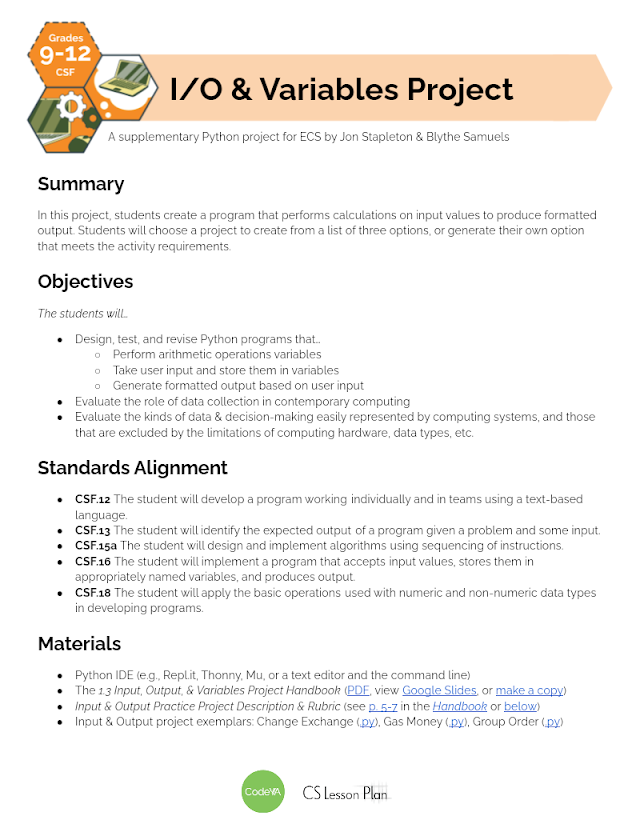 Grades
9-12
CSF
I/O & Variables Project
A supplementary Python project for ECS by Jon Stapleton & Blythe Samuels
Summary
In this project, students create a program that performs calculations on input values to produce formatted
output. Students will choose a project to create from a list of three options, or generate their own option
that meets the activity requirements.
Objectives
The students will…
● Design, test, and revise Python programs that…
○ Perform arithmetic operations variables
○ Take user input and store them in variables
○ Generate formatted output based on user input
● Evaluate the role of data collection in contemporary computing
● Evaluate the kinds of data & decision-making easily represented by computing systems, and those
that are excluded by the limitations of computing hardware, data types, etc.
Standards Alignment
● CSF.12 The student will develop a program working individually and in teams using a text-based
language.
● CSF.13 The student will identify the expected output of a program given a problem and some input.
● CSF.15a The student will design and implement algorithms using sequencing of instructions.
● CSF.16 The student will implement a program that accepts input values, stores them in
appropriately named variables, and produces output.
● CSF.18 The student will apply the basic operations used with numeric and non-numeric data types
in developing programs.
Materials
● Python IDE (e.g., Repl.it, Thonny, Mu, or a text editor and the command line)
● The 1.3 Input, Output, & Variables Project Handbook (PDF, view Google Slides, or make a copy)
● Input & Output Practice Project Description & Rubric (see p. 5-7 in the Handbook or below)
● Input & Output project exemplars: Change Exchange (.py), Gas Money (.py), Group Order (.py)
CodeVA
CS Lesson Plan